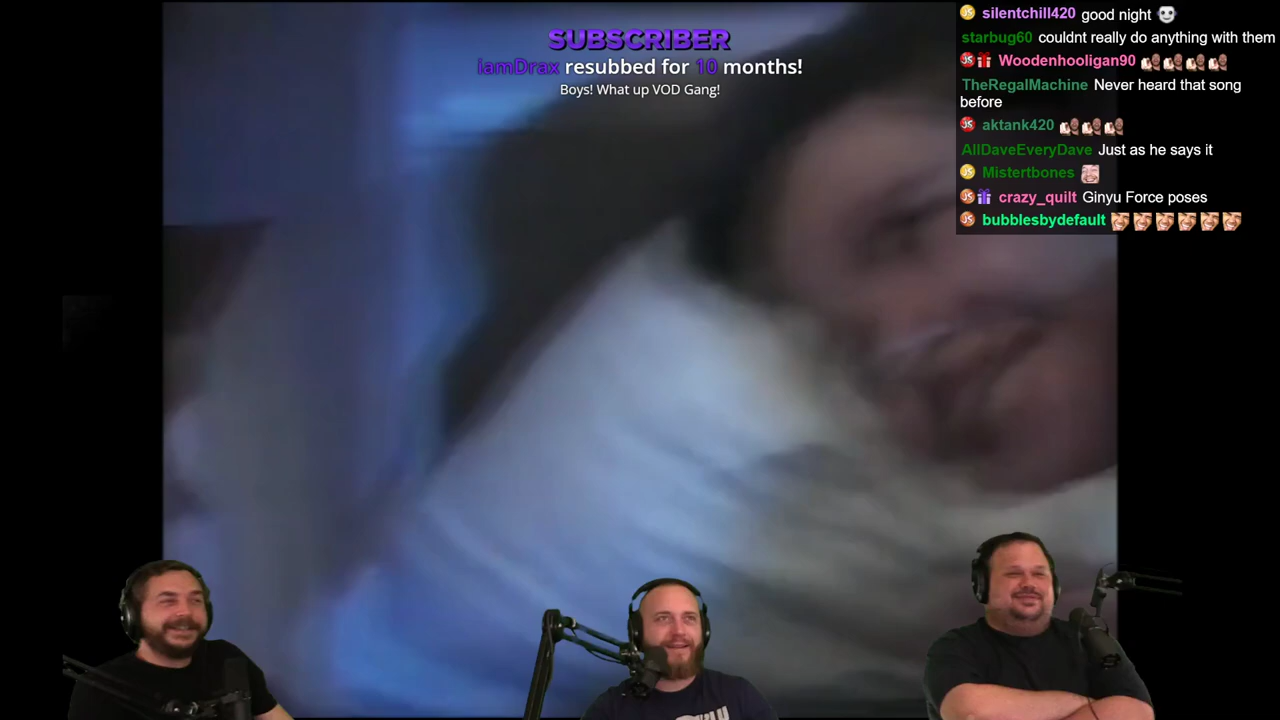 SUBSCRIBER
iamDrax resubbed for 10 months!
Boys! What up VOD Gang!
silentchill420 good night
starbug60 couldnt really do anything with them
Woodenhooligan90
TheRegalMachine Never heard that song
before
aktank420
AllDaveEveryDave Just as he says it
Mistertbones
crazy_quilt Ginyu Force poses
bubblesbydefault